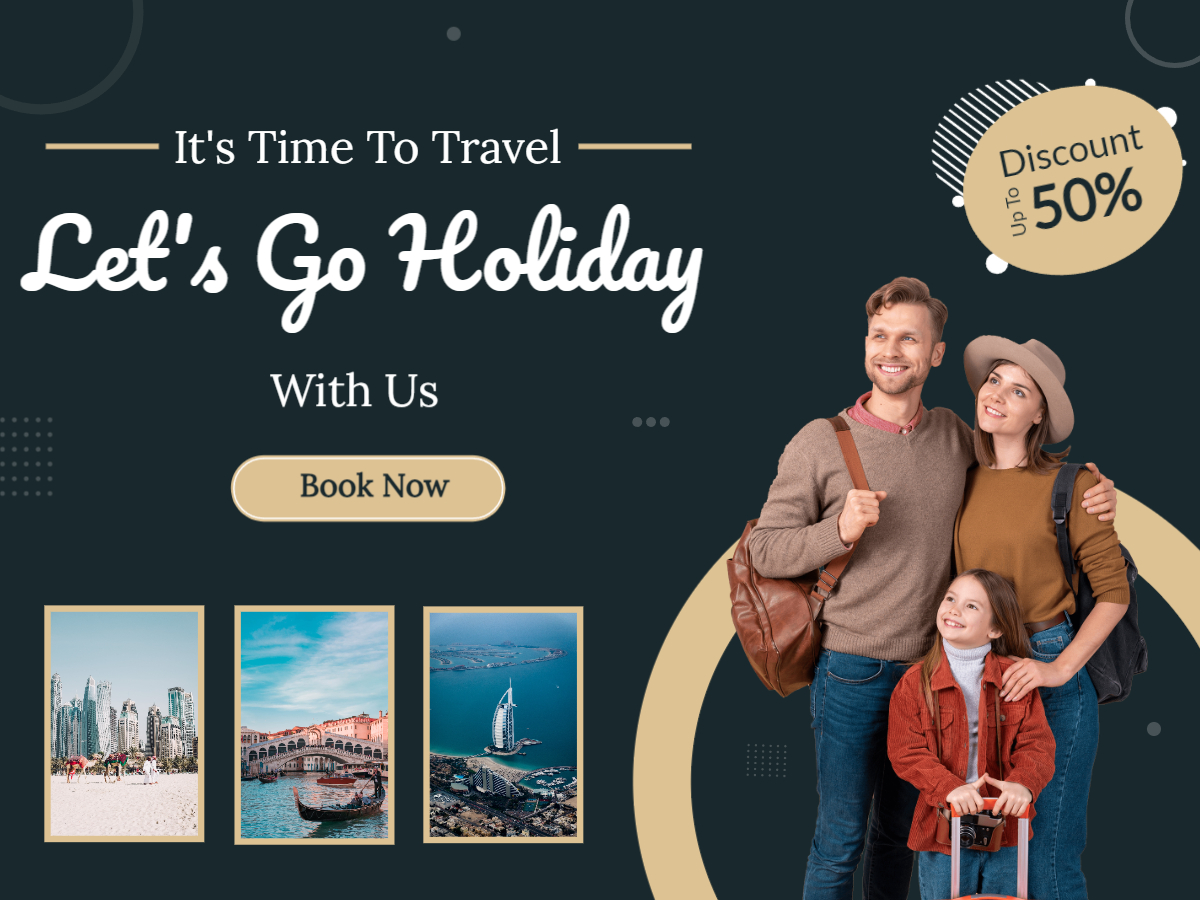 It's Time To Travel
Let's Go Holiday
With Us
Book Now
Discount
Up To 50%